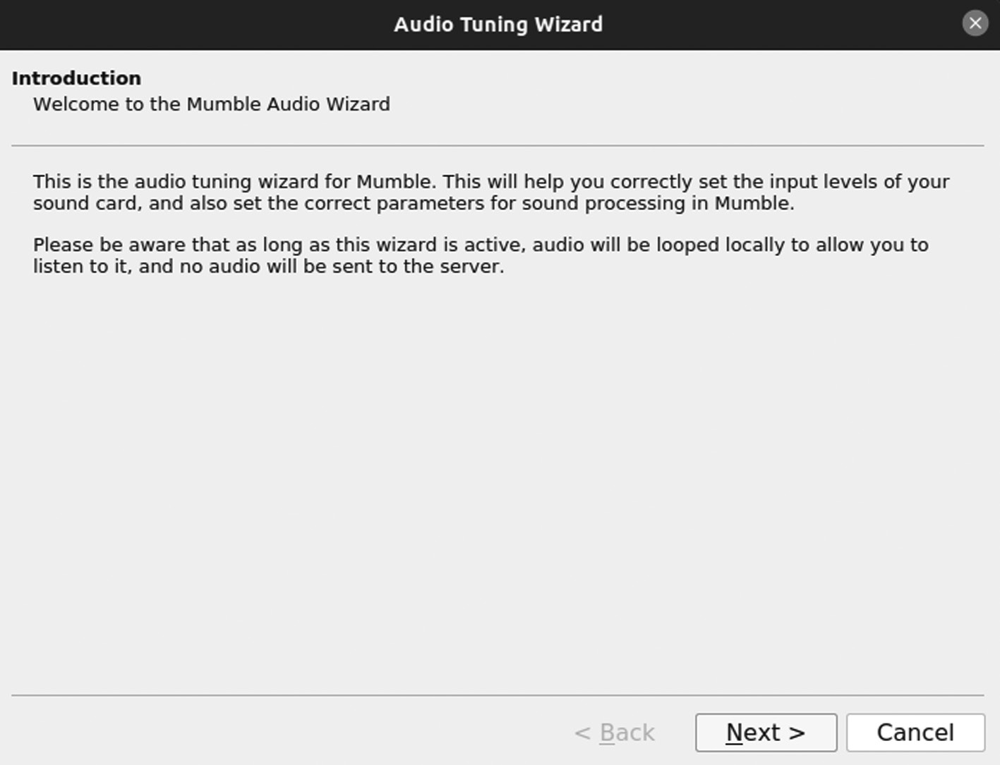 Audio Tuning Wizard
Introduction
Welcome to the Mumble Audio Wizard
This is the audio tuning wizard for Mumble. This will help you correctly set the input levels of your
sound card, and also set the correct parameters for sound processing in Mumble.
Please be aware that as long as this wizard is active, audio will be looped locally to allow you to
listen to it, and no audio will be sent to the server.
< Back Next > Cancel